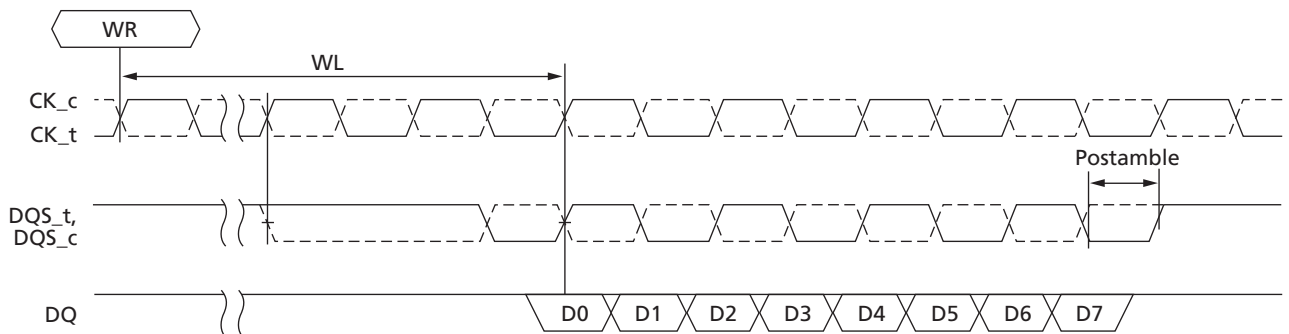 WR
WL
CK_c
CK_t
Postamble
DQS_t,
DQS_c
DQ D0 D1 D2 D3 D4 D5 D6 D7